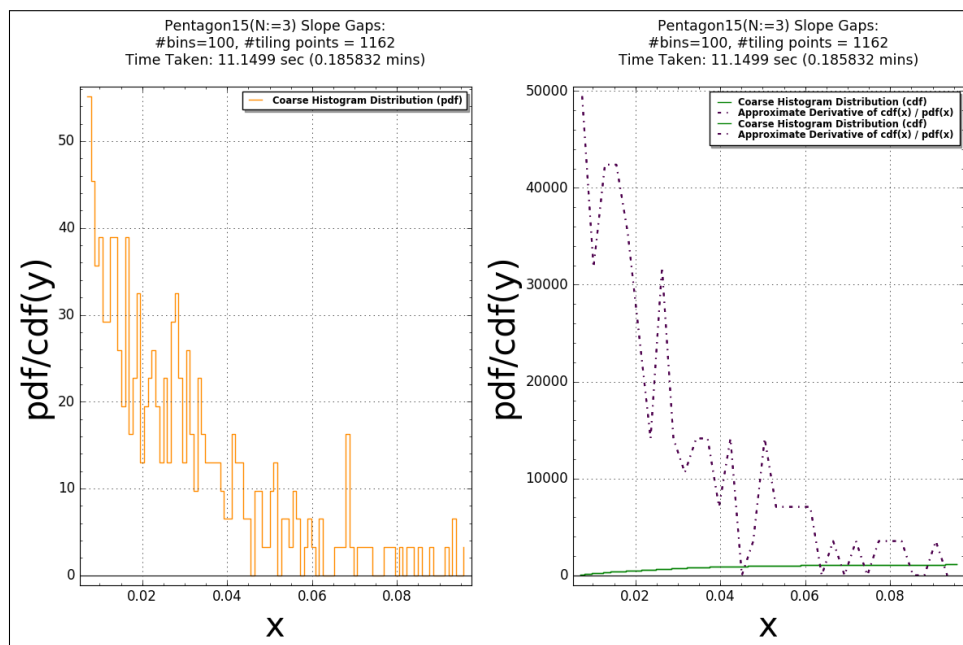 Pentagon15(N:=3) Slope Gaps:
#bins=100, #tiling points = 1162
Time Taken: 11.1499 sec (0.185832 mins)
Coarse Histogram Distribution (pdf)
50
40
30
20
10
0
pdf/cdf(y)
0.02
0.04
0.06
0.08
x
Pentagon15(N:=3) Slope Gaps:
#bins=100, #tiling points = 1162
Time Taken: 11.1499 sec (0.185832 mins)
Coarse Histogram Distribution (cdf)
Approximate Derivative of cdf(x) / pdf(x)
Coarse Histogram Distribution (cdf)
Approximate Derivative of cdf(x) / pdf(x)
50000
40000
30000
20000
10000
0
pdf/cdf(y)
0.02
0.04
0.06
0.08
x